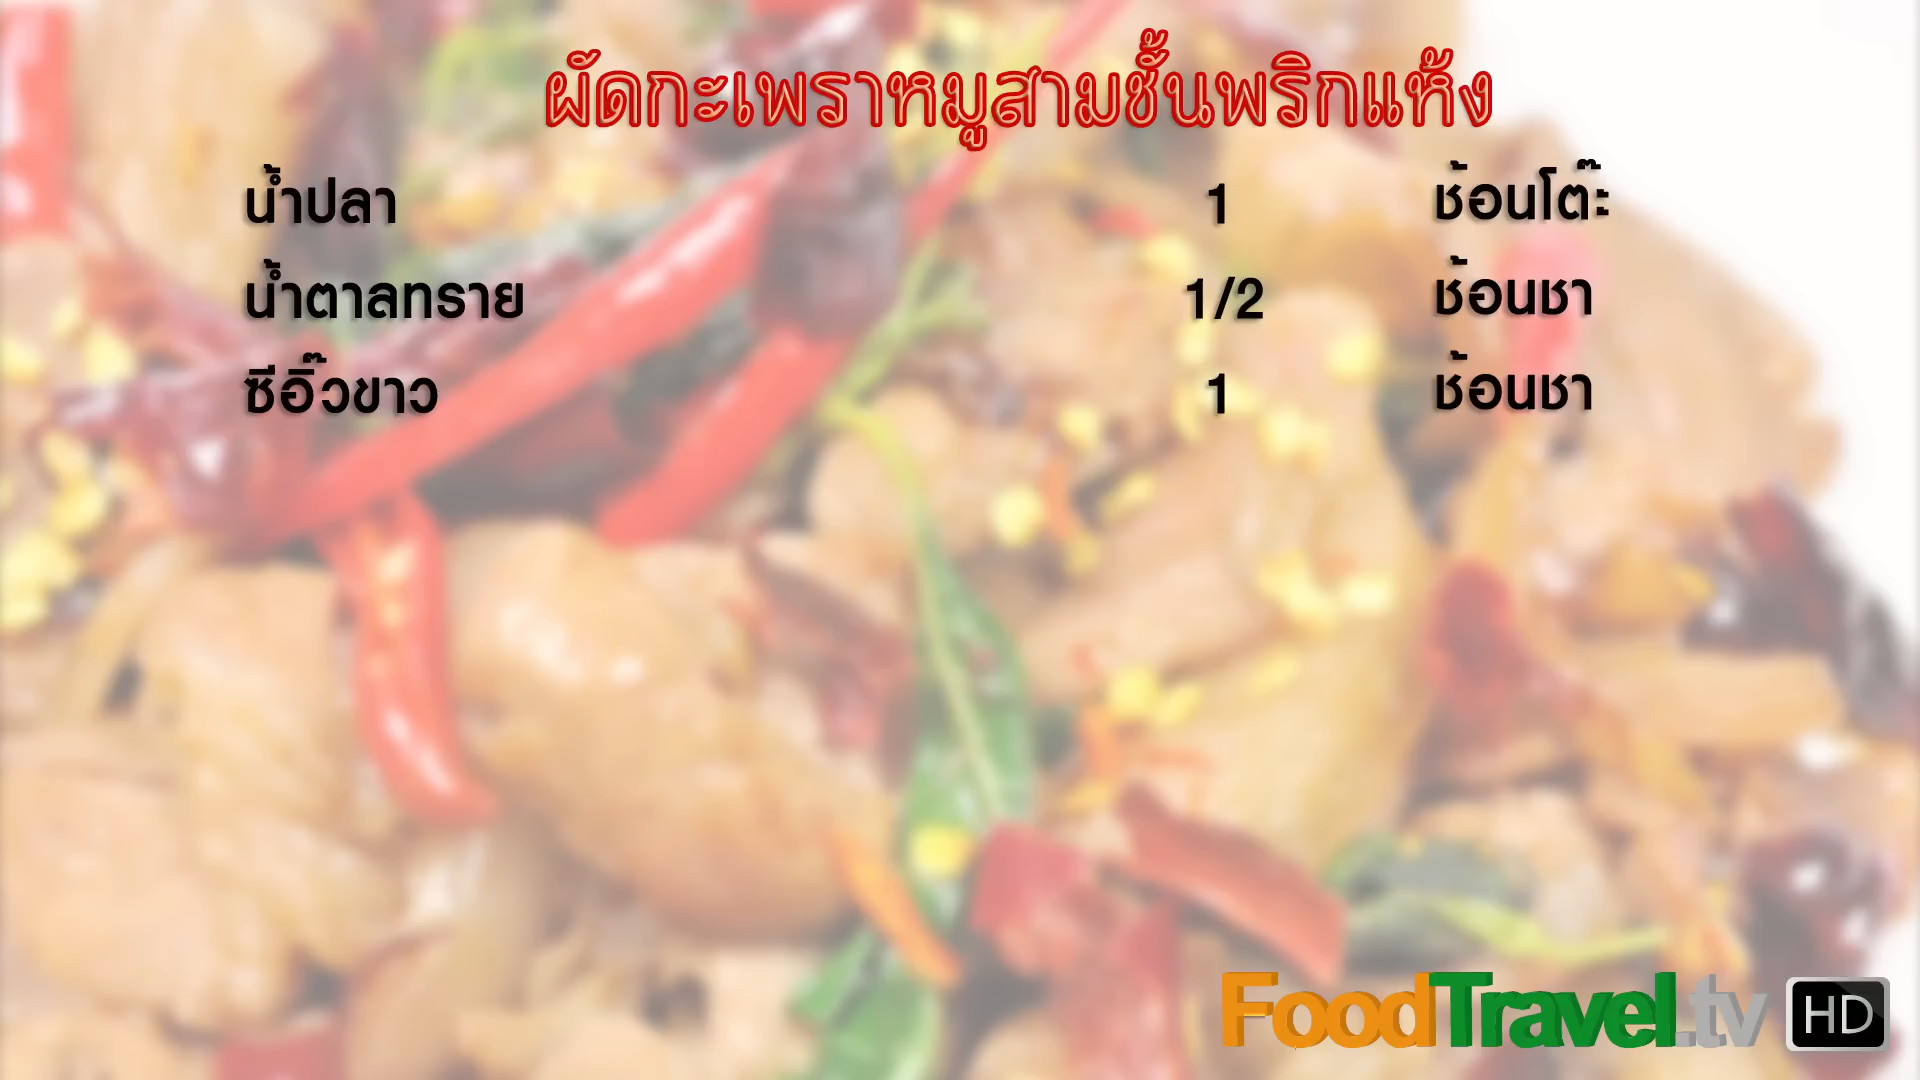 ผัดกะเพราหมูสามชั้นพริกแห้ง
น้ำปลา 1 ช้อนโต๊ะ
น้ำตาลทราย 1/2 ช้อนชา
ซีอิ๊วขาว 1 ช้อนชา
FoodTravel.tv HD